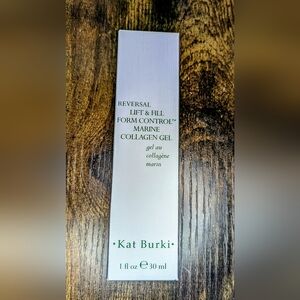 REVERSAL
LIFT & FILL
FORM CONTROL™
MARINE
COLLAGEN GEL
gel au
collagène
marin
•Kat Burki•
1 fl oz ℮ 30 ml